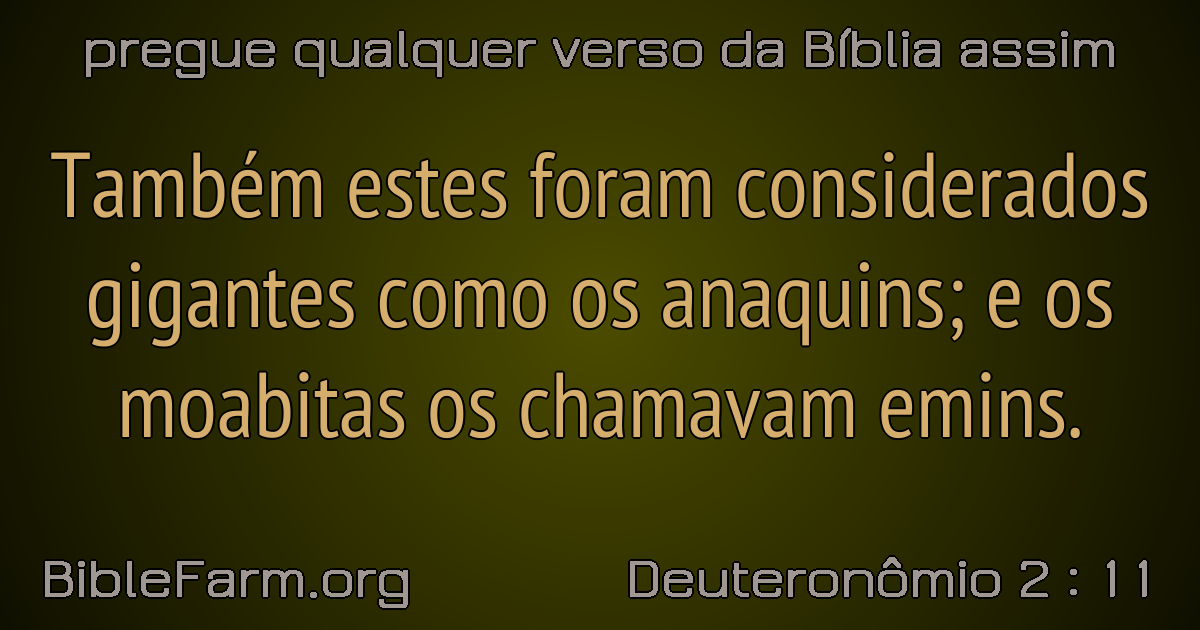 pregue qualquer verso da Bíblia assim
Também estes foram considerados
gigantes como os anaquins; e os
moabitas os chamavam emins.
BibleFarm.org
Deuteronômio 2 : 11